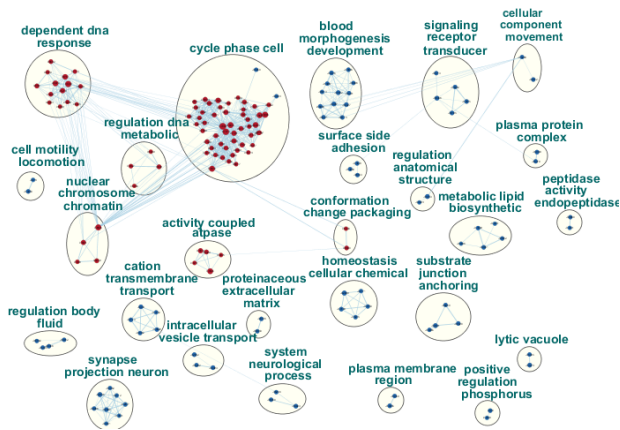 dependent dna
response
cycle phase cell
blood
morphogenesis
development
signaling
receptor
transducer
cellular
component
movement
regulation dna
metabolic
cell motility
locomotion
surface side
adhesion
plasma protein
complex
regulation
anatomical
structure
peptidase
activity
endopeptidase
nuclear
chromosome
chromatin
conformation
change packaging
metabolic lipid
biosynthetic
activity coupled
atpase
cation
transmembrane
transport
proteinaceous
extracellular
matrix
homeostasis
cellular chemical
substrate
junction
anchoring
regulation body
fluid
intracellular
vesicle transport
lytic vacuole
synapse
projection neuron
system
neurological
process
plasma membrane
region
positive
regulation
phosphorus